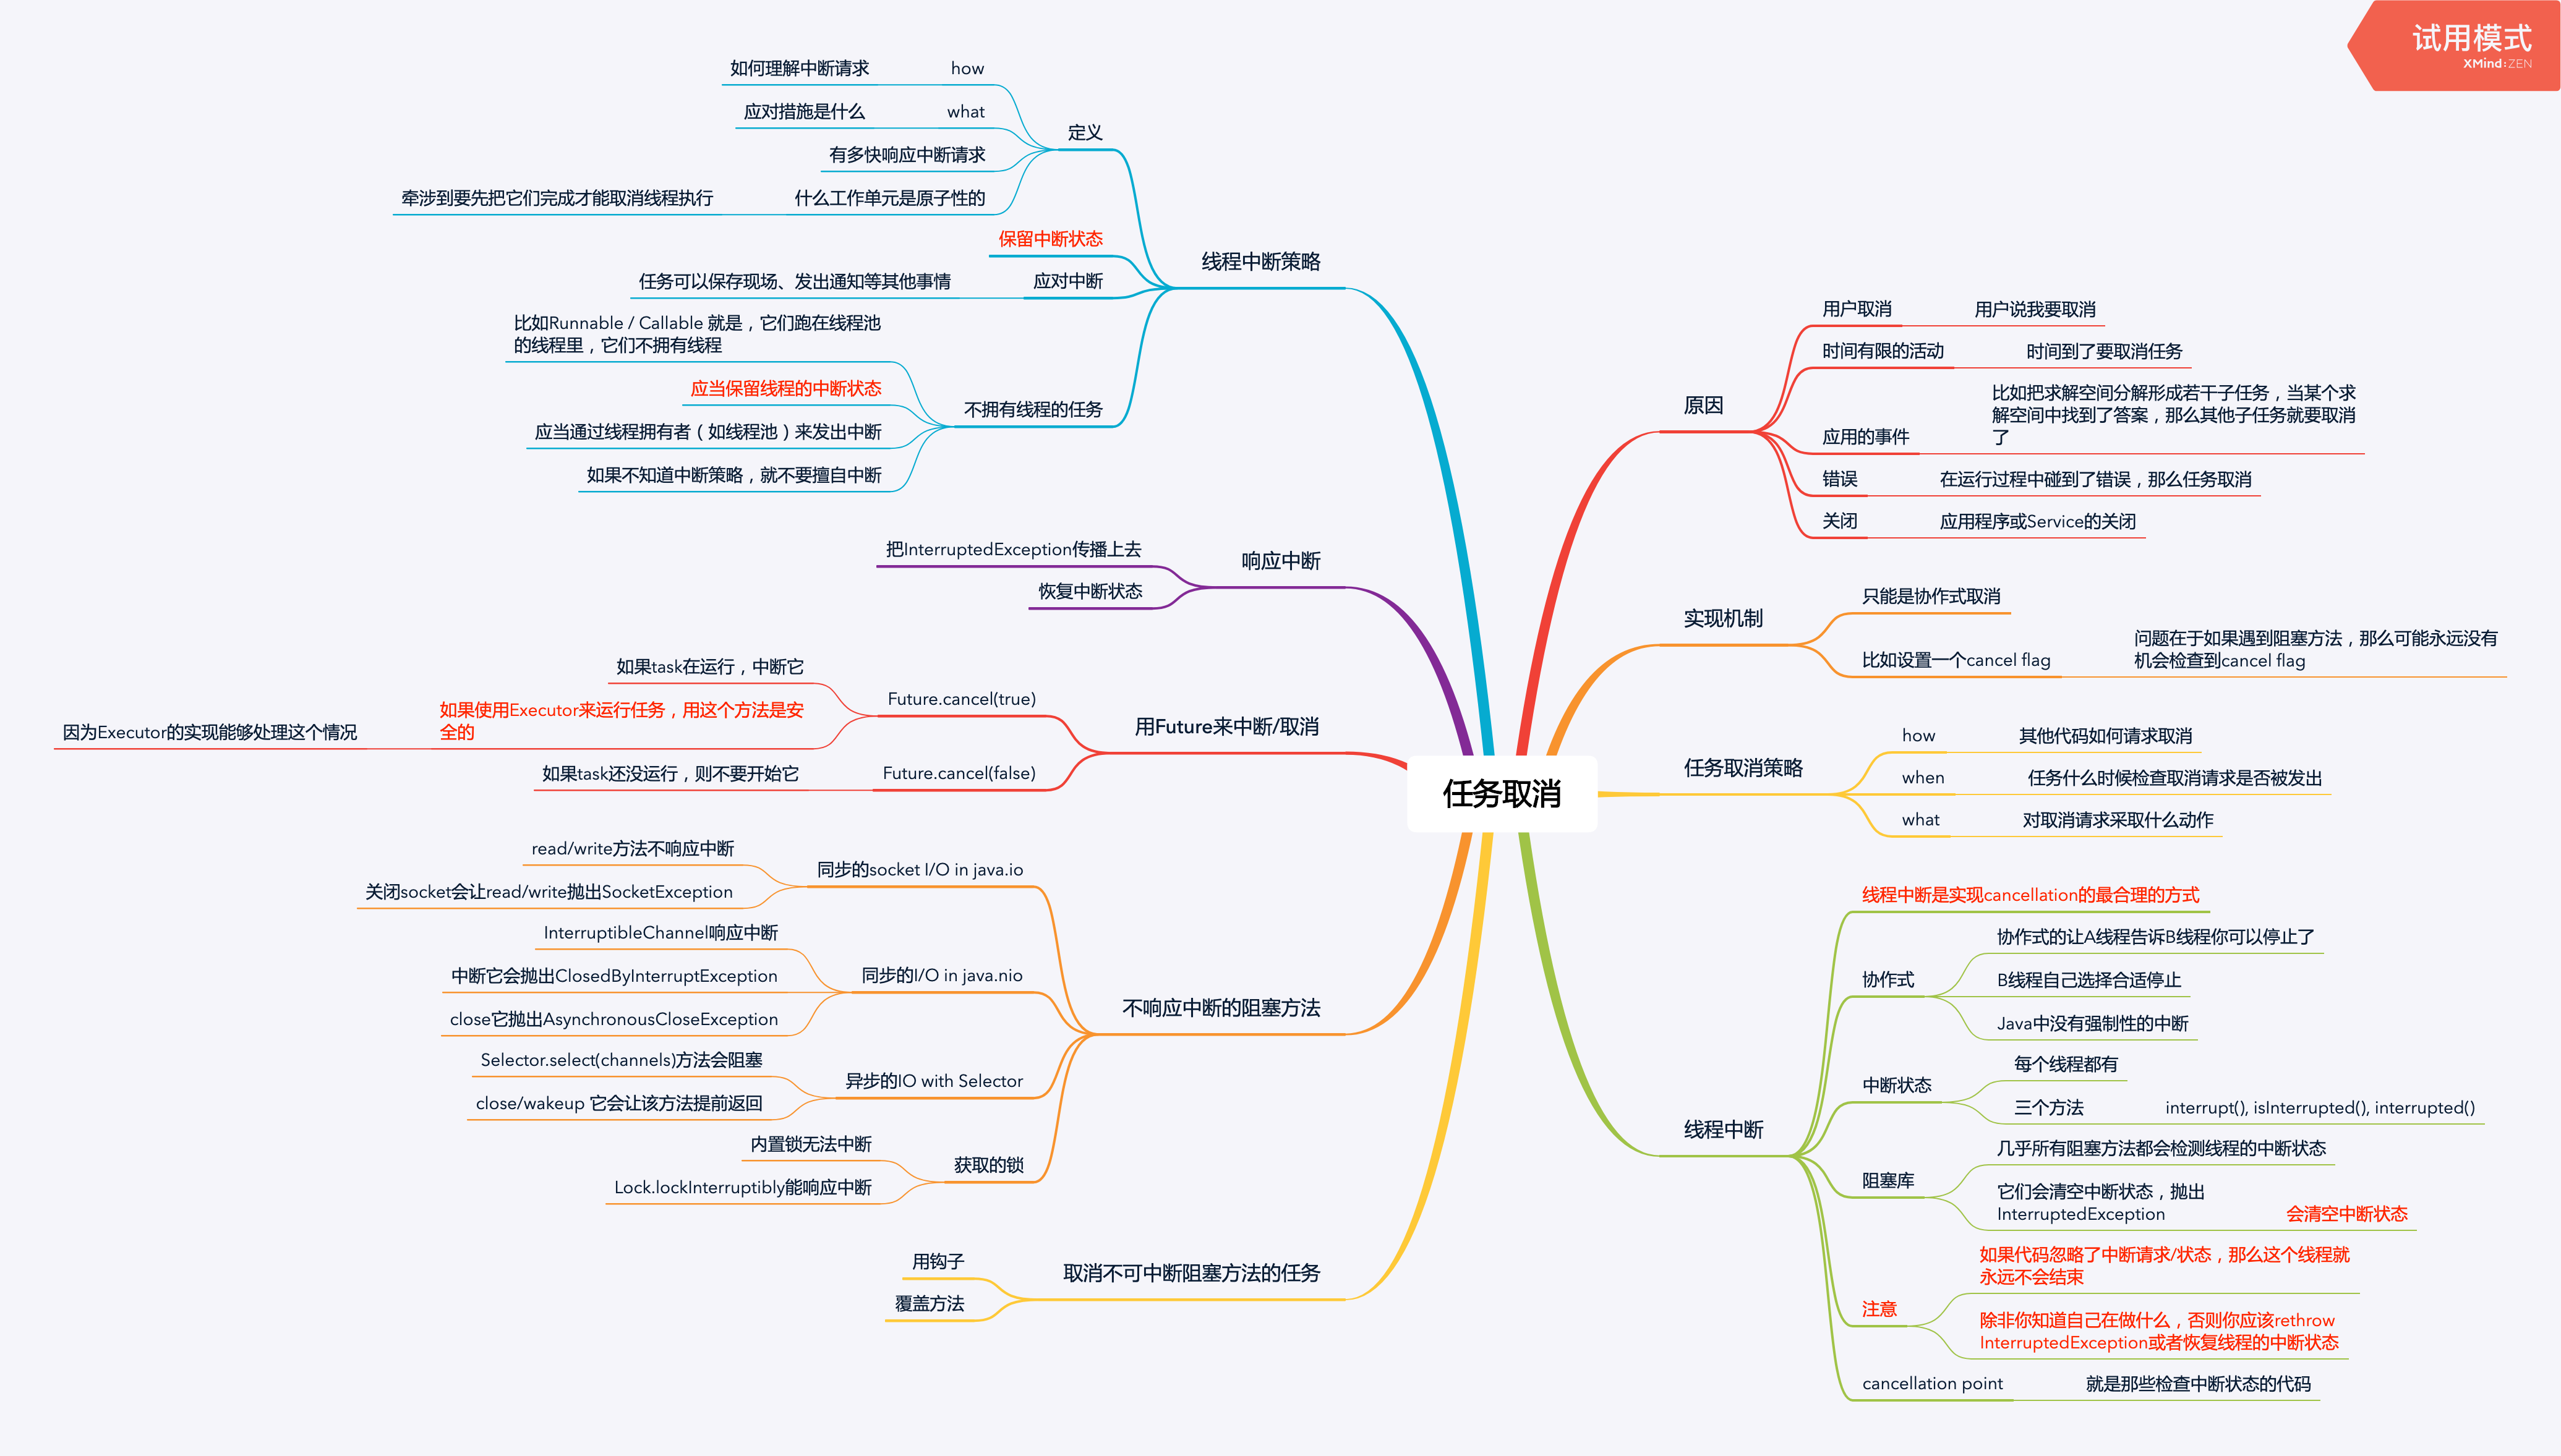 试用模式
XMind:ZEN
任务取消
原因
用户取消
用户说我要取消
时间有限的活动
时间到了要取消任务
应用的事件
比如把求解空间分解形成若干子任务，当某个求
解空间中找到了答案，那么其他子任务就要取消
了
错误
在运行过程中碰到了错误，那么任务取消
关闭
应用程序或Service的关闭
实现机制
只能是协作式取消
比如设置一个cancel flag
问题在于如果遇到阻塞方法，那么可能永远没有
机会检查到cancel flag
任务取消策略
how
其他代码如何请求取消
when
任务什么时候检查取消请求是否被发出
what
对取消请求采取什么动作
线程中断
线程中断是实现cancellation的最合理的方式
协作式
协作式的让A线程告诉B线程你可以停止了
B线程自己选择合适停止
Java中没有强制性的中断
中断状态
每个线程都有
三个方法
interrupt(), isInterrupted(), interrupted()
阻塞库
几乎所有阻塞方法都会检测线程的中断状态
它们会清空中断状态，抛出
InterruptedException
会清空中断状态
注意
如果代码忽略了中断请求/状态，那么这个线程就
永远不会结束
除非你知道自己在做什么，否则你应该rethrow
InterruptedException或者恢复线程的中断状态
cancellation point
就是那些检查中断状态的代码
线程中断策略
定义
how
如何理解中断请求
what
应对措施是什么
有多快响应中断请求
什么工作单元是原子性的
牵涉到要先把它们完成才能取消线程执行
保留中断状态
应对中断
任务可以保存现场、发出通知等其他事情
不拥有线程的任务
比如Runnable / Callable 就是，它们跑在线程池
的线程里，它们不拥有线程
应当保留线程的中断状态
应当通过线程拥有者（如线程池）来发出中断
如果不知道中断策略，就不要擅自中断
响应中断
把InterruptedException传播上去
恢复中断状态
用Future来中断/取消
Future.cancel(true)
如果task在运行，中断它
如果使用Executor来运行任务，用这个方法是安
全的
因为Executor的实现能够处理这个情况
Future.cancel(false)
如果task还没运行，则不要开始它
不响应中断的阻塞方法
同步的socket I/O in java.io
read/write方法不响应中断
关闭socket会让read/write抛出SocketException
同步的I/O in java.nio
InterruptibleChannel响应中断
中断它会抛出ClosedByInterruptException
close它抛出AsynchronousCloseException
异步的IO with Selector
Selector.select(channels)方法会阻塞
close/wakeup 它会让该方法提前返回
获取的锁
内置锁无法中断
Lock.lockInterruptibly能响应中断
取消不可中断阻塞方法的任务
用钩子
覆盖方法